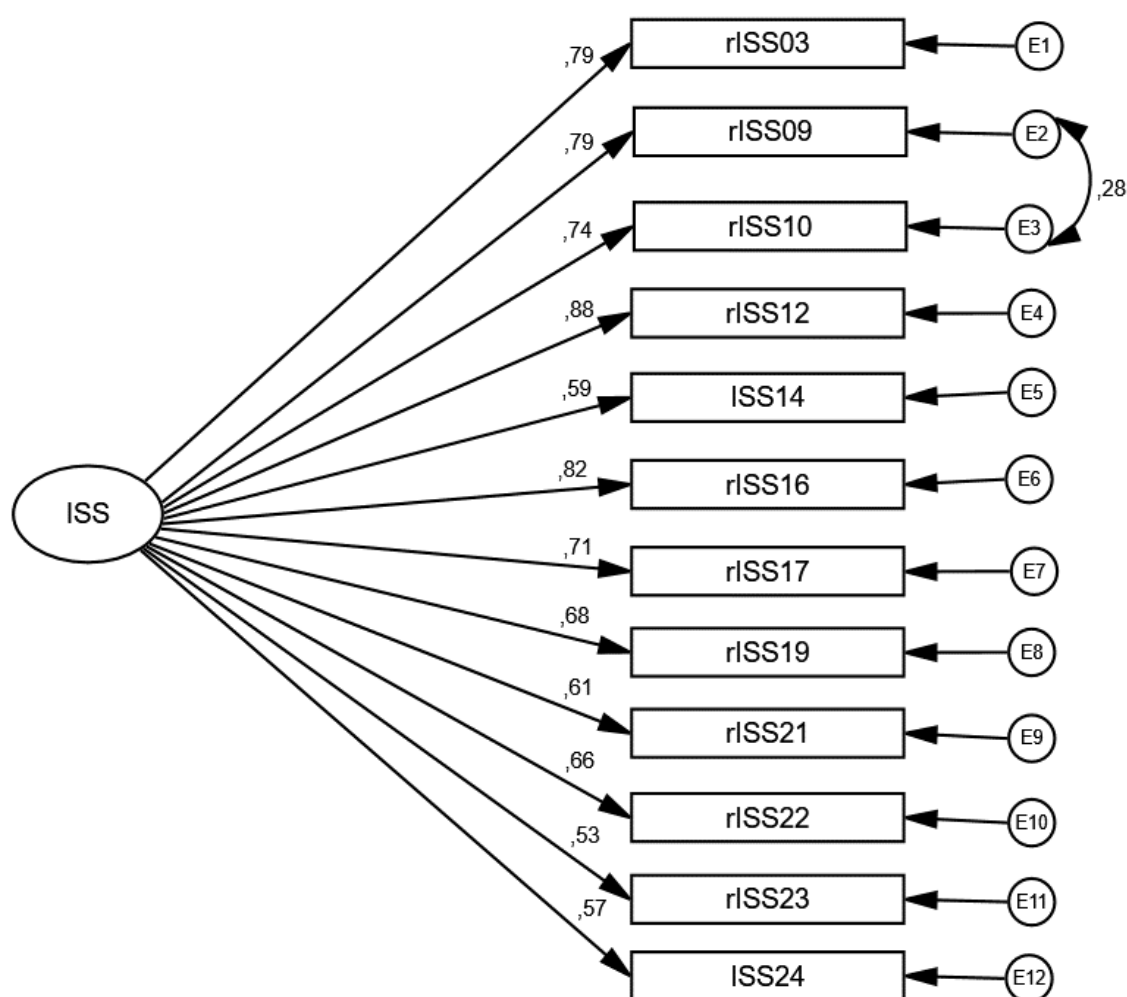 ,79 rISS03 E1
,79 rISS09 E2
,28
,74 rISS10 E3
,88 rISS12 E4
,59 ISS14 E5
,82 rISS16 E6
ISS
,71 rISS17 E7
,68 rISS19 E8
,61 rISS21 E9
,66 rISS22 E10
,53 rISS23 E11
,57 ISS24 E12